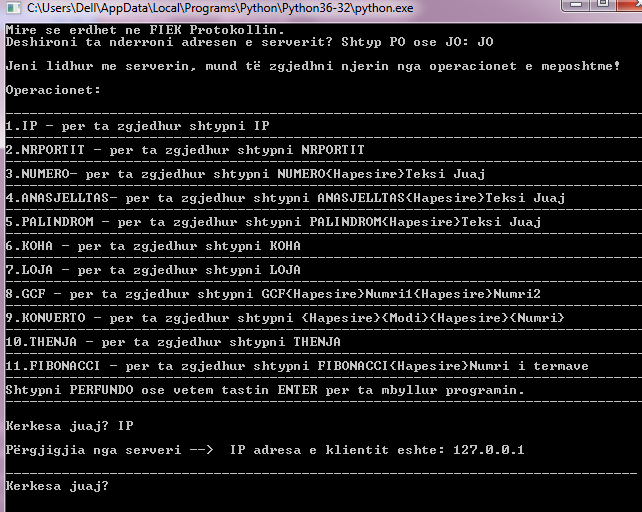 C:\Users\Dell\AppData\Local\Programs\Python\Python36-32\python.exe
Mire se erdhet ne FIEK Protokollin.
Deshironi ta nderroni adresen e serverit? Shtyp PO ose JO: JO
Jeni lidhur me serverin, mund të zgjedhni njerin nga operacionet e meposhtme!
Operacionet:
1.IP - per ta zgjedhur shtypni IP
2.NRPORTIT - per ta zgjedhur shtypni NRPORTIT
3.NUMERO- per ta zgjedhur shtypni NUMERO{Hapesire}Teksi Juaj
4.ANASJELLTAS- per ta zgjedhur shtypni ANASJELLTAS{Hapesire}Teksi Juaj
5.PALINDROM - per ta zgjedhur shtypni PALINDROM{Hapesire}Teksi Juaj
6.KOHA - per ta zgjedhur shtypni KOHA
7.LOJA - per ta zgjedhur shtypni LOJA
8.GCF - per ta zgjedhur shtypni GCF{Hapesire}Numri1{Hapesire}Numri2
9.KONVERTO - per ta zgjedhur shtypni {Hapesire}{Modi}{Hapesire}{Numri}
10.THENJA - per ta zgjedhur shtypni THENJA
11.FIBONACCI - per ta zgjedhur shtypni FIBONACCI{Hapesire}Numri i termave
Shtypni PERFUNDO ose vetem tastin ENTER per ta mbyllur programin.
Kerkesa juaj? IP
Përgjigjia nga serveri -->  IP adresa e klientit eshte: 127.0.0.1
Kerkesa juaj?